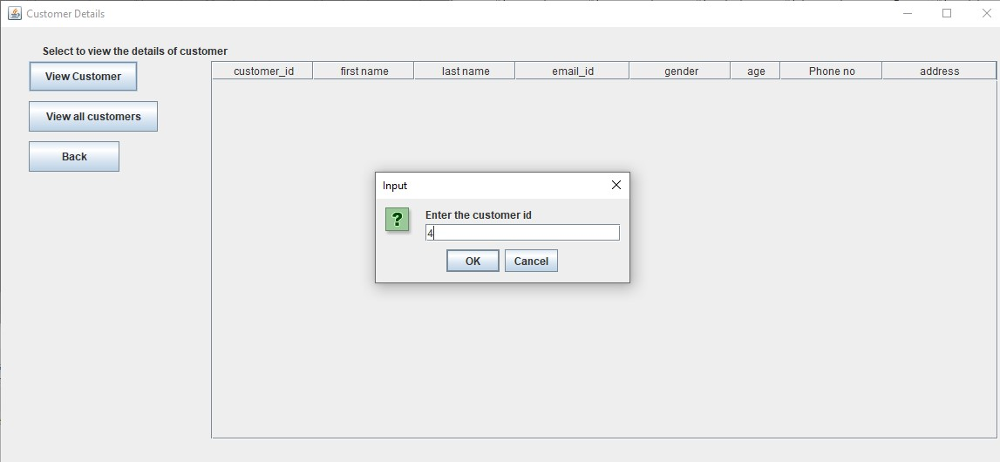 Customer Details
Select to view the details of customer
View Customer
View all customers
Back
customer_id first name last name email_id gender age Phone no address
Input
?
Enter the customer id
4
OK Cancel